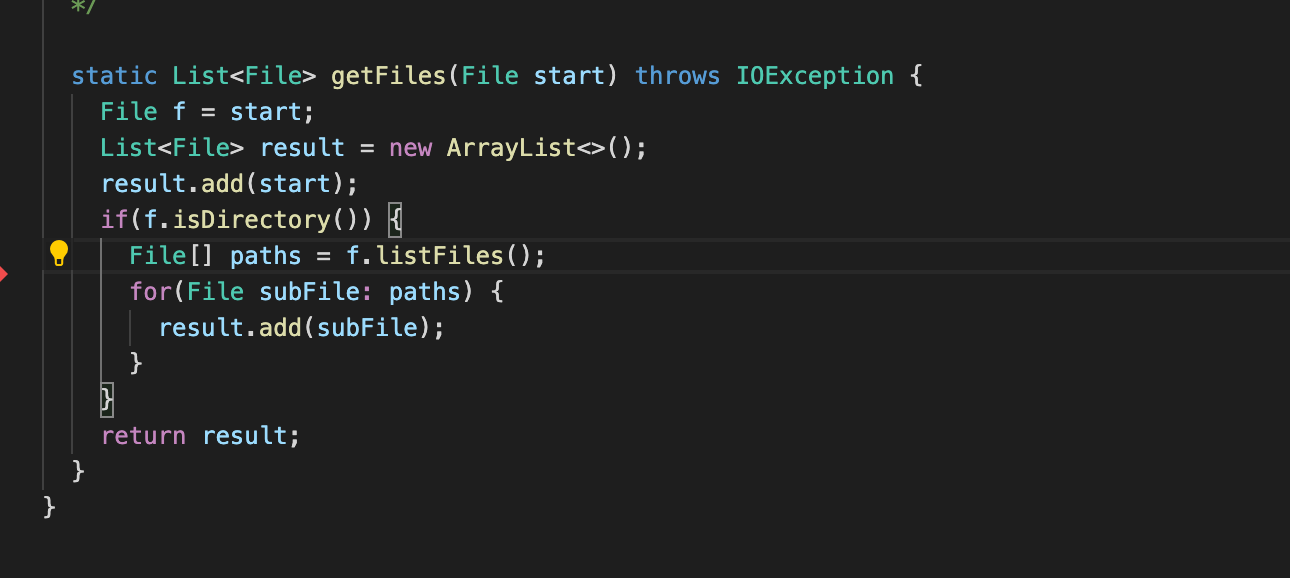 */
static List<File> getFiles(File start) throws IOException {
File f = start;
List<File> result = new ArrayList<>();
result.add(start);
if(f.isDirectory()) {
File[] paths = f.listFiles();
for(File subFile: paths) {
result.add(subFile);
}
}
return result;
}
}